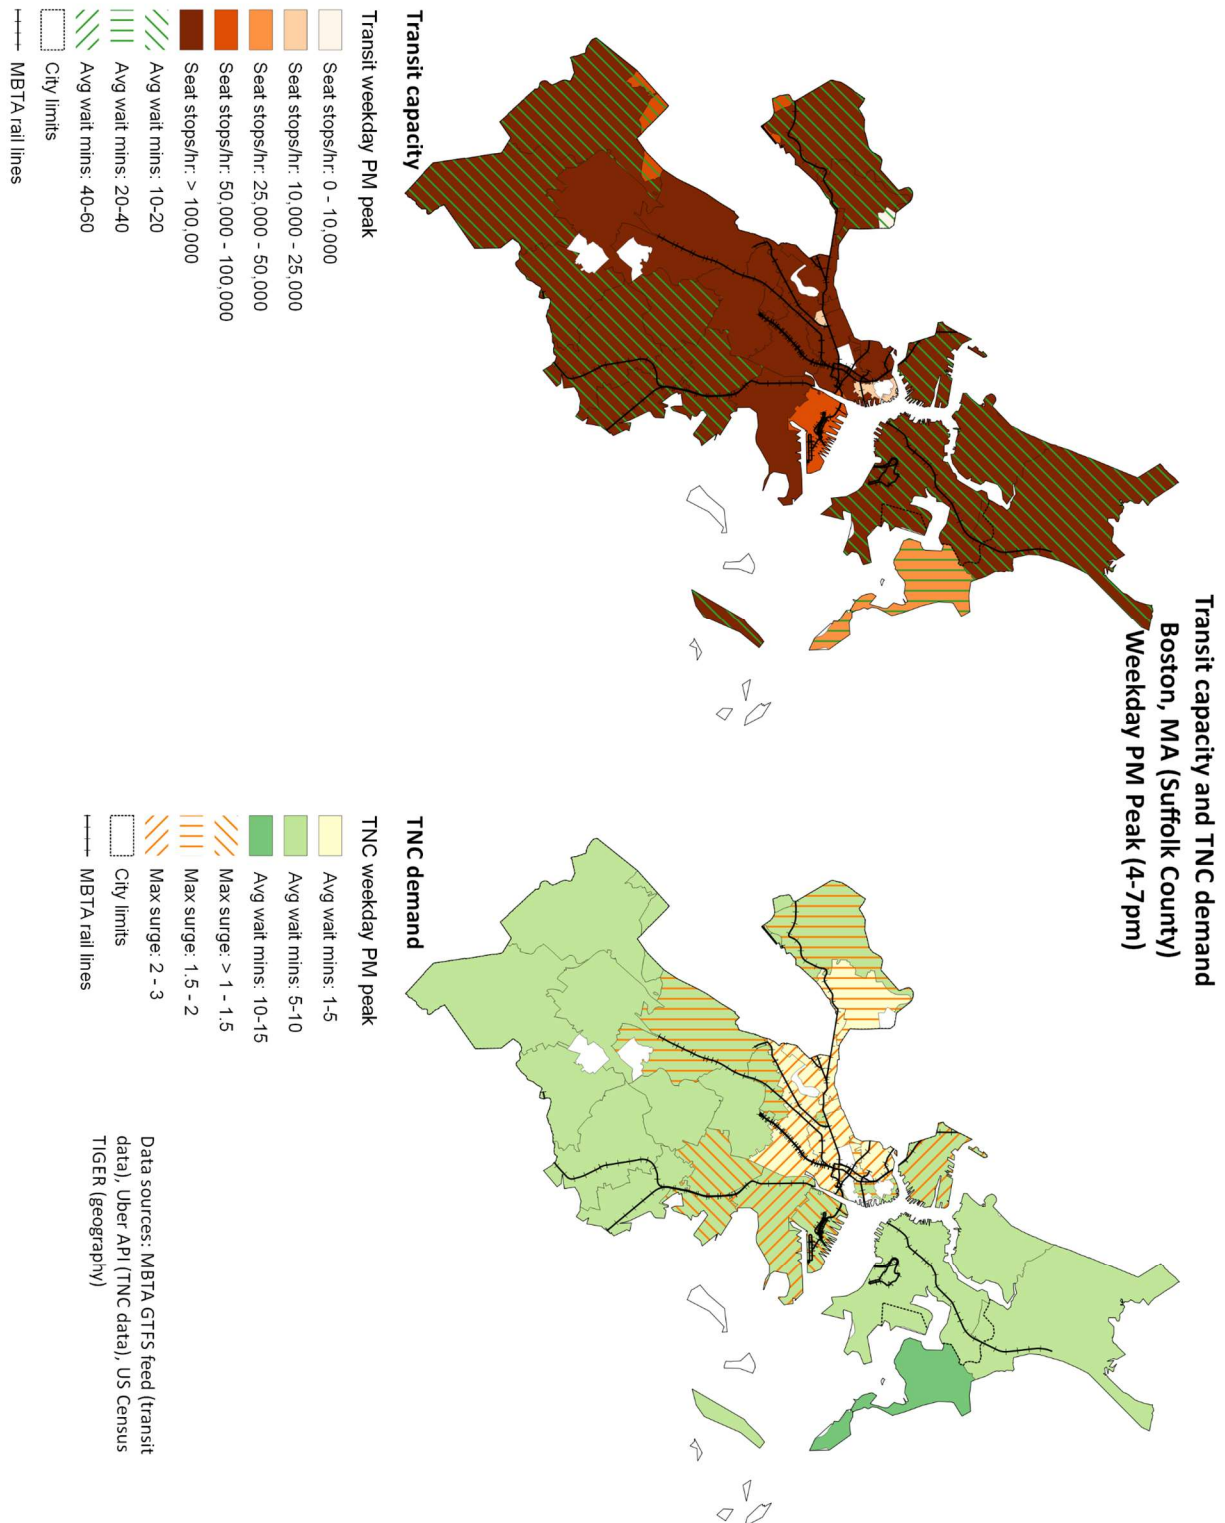 Transit capacity and TNC demand
Boston, MA (Suffolk County)
Weekday PM Peak (4-7pm)
Transit capacity
Transit weekday PM peak
Seat stops/hr: 0 - 10,000
Seat stops/hr: 10,000 - 25,000
Seat stops/hr: 25,000 - 50,000
Seat stops/hr: 50,000 - 100,000
Seat stops/hr: > 100,000
Avg wait mins: 10-20
Avg wait mins: 20-40
Avg wait mins: 40-60
City limits
MBTA rail lines
TNC demand
TNC weekday PM peak
Avg wait mins: 1-5
Avg wait mins: 5-10
Avg wait mins: 10-15
Max surge: > 1 - 1.5
Max surge: 1.5 - 2
Max surge: 2 - 3
City limits
MBTA rail lines
Data sources: MBTA GTFS feed (transit
data), Uber API (TNC data), US Census
TIGER (geography)